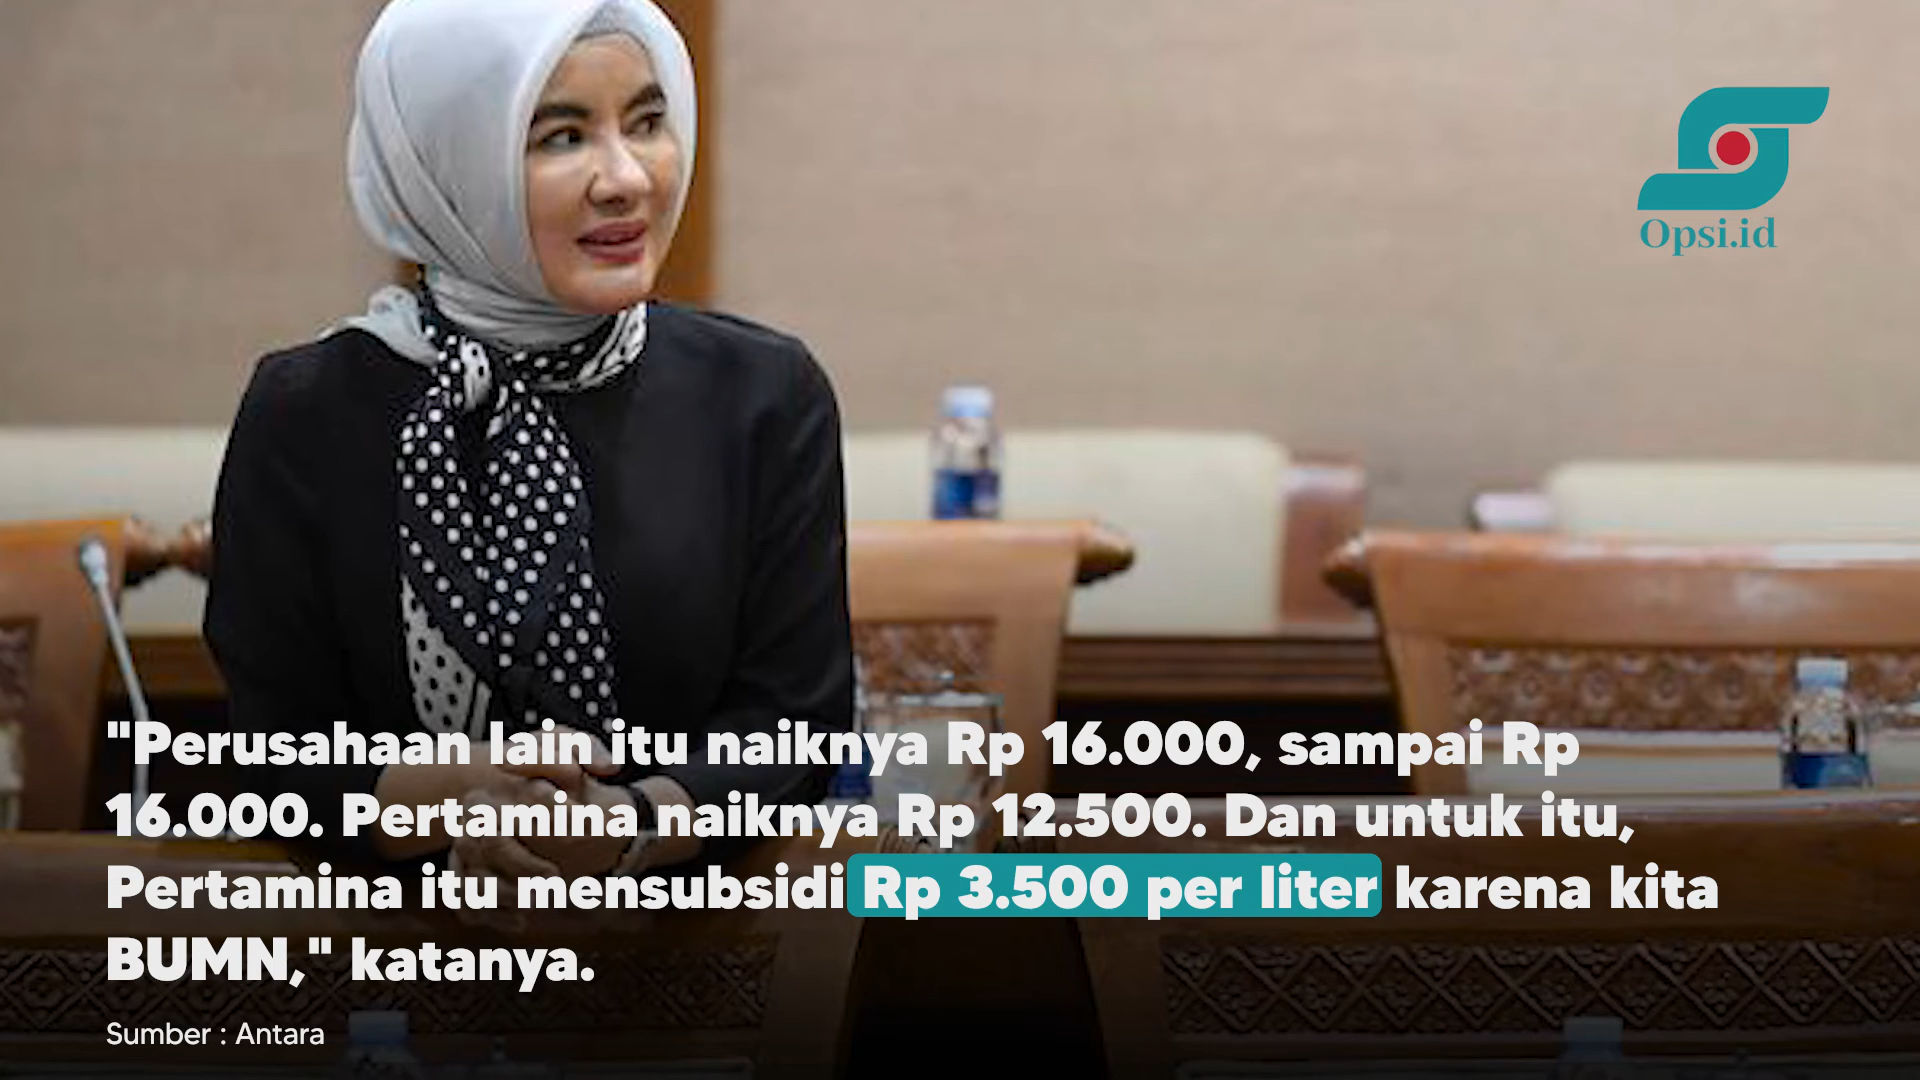 Opsi.id
"Perusahaan lain itu naiknya Rp 16.000, sampai Rp
16.000. Pertamina naiknya Rp 12.500. Dan untuk itu,
Pertamina itu mensubsidi Rp 3.500 per liter karena kita
BUMN," katanya.
Sumber : Antara